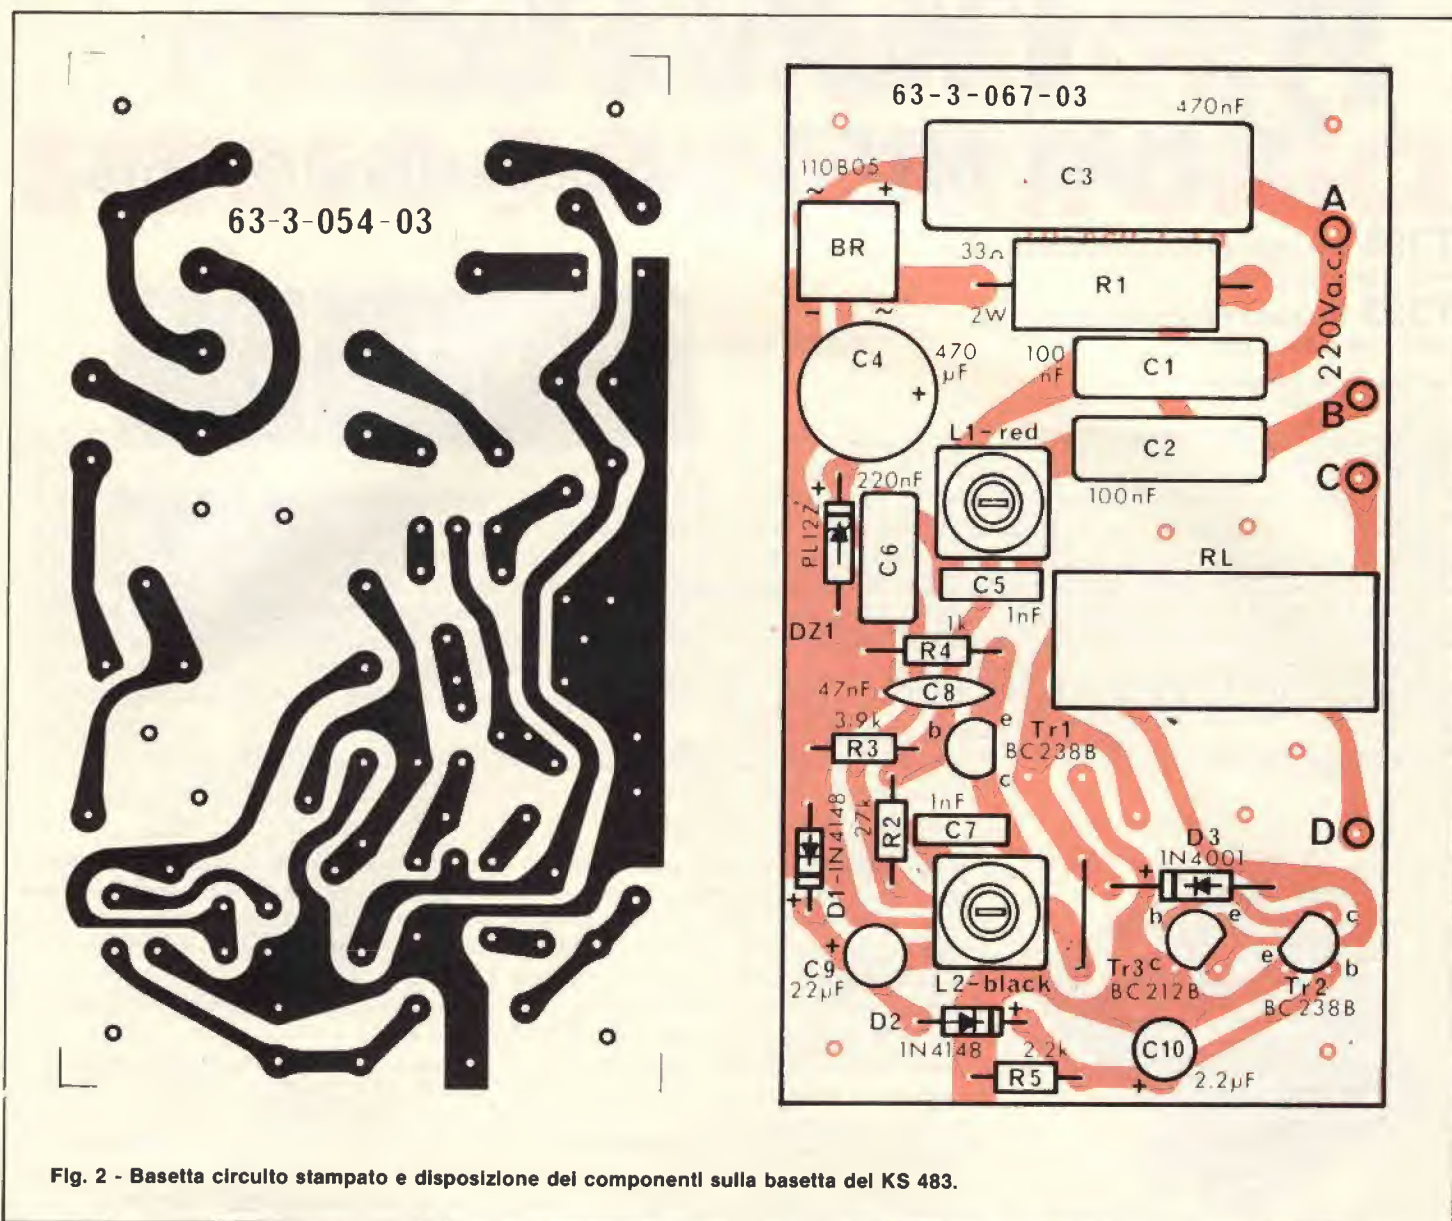 63-3-054-03
63-3-067-03
470nF
C3
110B05
~ +
BR
- ~
33Ω
R1
2W
A
220Va.c.
B
C
C4
470
µF
+
100
nF
C1
C2
100nF
L1-red
220nF
+
PL12Z
C6
DZ1
C5
1nF
RL
1k
R4
47nF
C8
3.9k
R3
b
e
c
Tr1
BC238B
27k
R2
1nF
C7
D1-1N4148
+
D
D3
1N4001
+
b
e
c
Tr3
BC212B
c
e
b
Tr2
BC238B
+
C9
22µF
L2-black
D2
+
1N4148
2.2k
R5
C10
+
2.2µF
Fig. 2 - Basetta circuito stampato e disposizione dei componenti sulla basetta del KS 483.